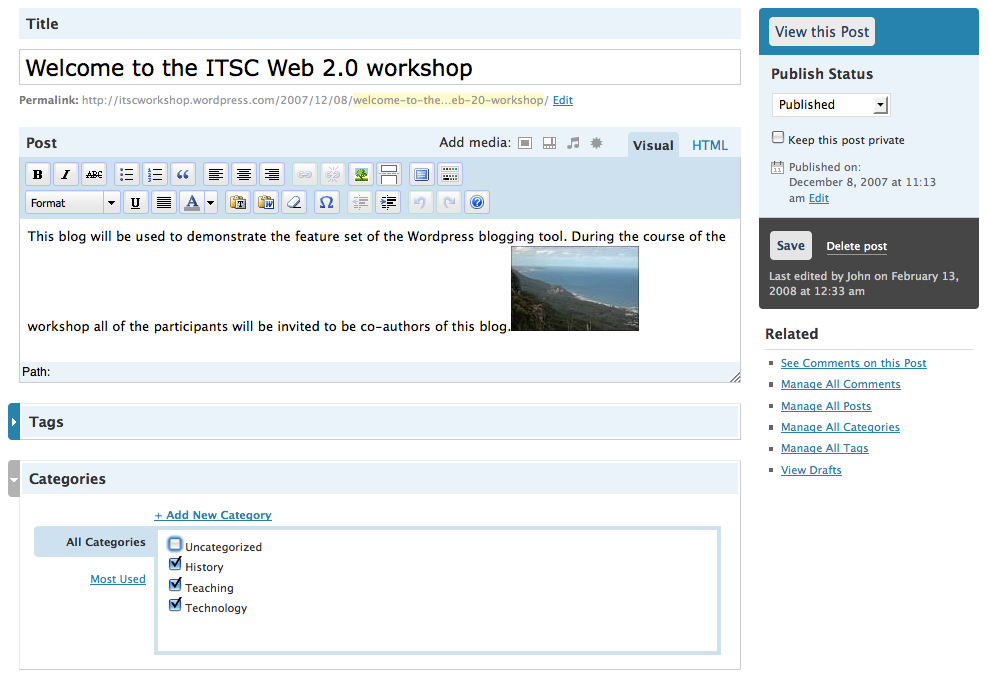 Title
Welcome to the ITSC Web 2.0 workshop
Permalink: http://itscworkshop.wordpress.com/2007/12/08/welcome-to-the...eb-20-workshop/ Edit
Post
Add media:
Visual
HTML
B I ABC
Format
U A T W Ω ?
This blog will be used to demonstrate the feature set of the Wordpress blogging tool. During the course of the
workshop all of the participants will be invited to be co-authors of this blog.
Path:
Tags
Categories
+ Add New Category
All Categories
Most Used
Uncategorized
History
Teaching
Technology
View this Post
Publish Status
Published
Keep this post private
Published on:
December 8, 2007 at 11:13
am Edit
Save
Delete post
Last edited by John on February 13,
2008 at 12:33 am
Related
See Comments on this Post
Manage All Comments
Manage All Posts
Manage All Categories
Manage All Tags
View Drafts